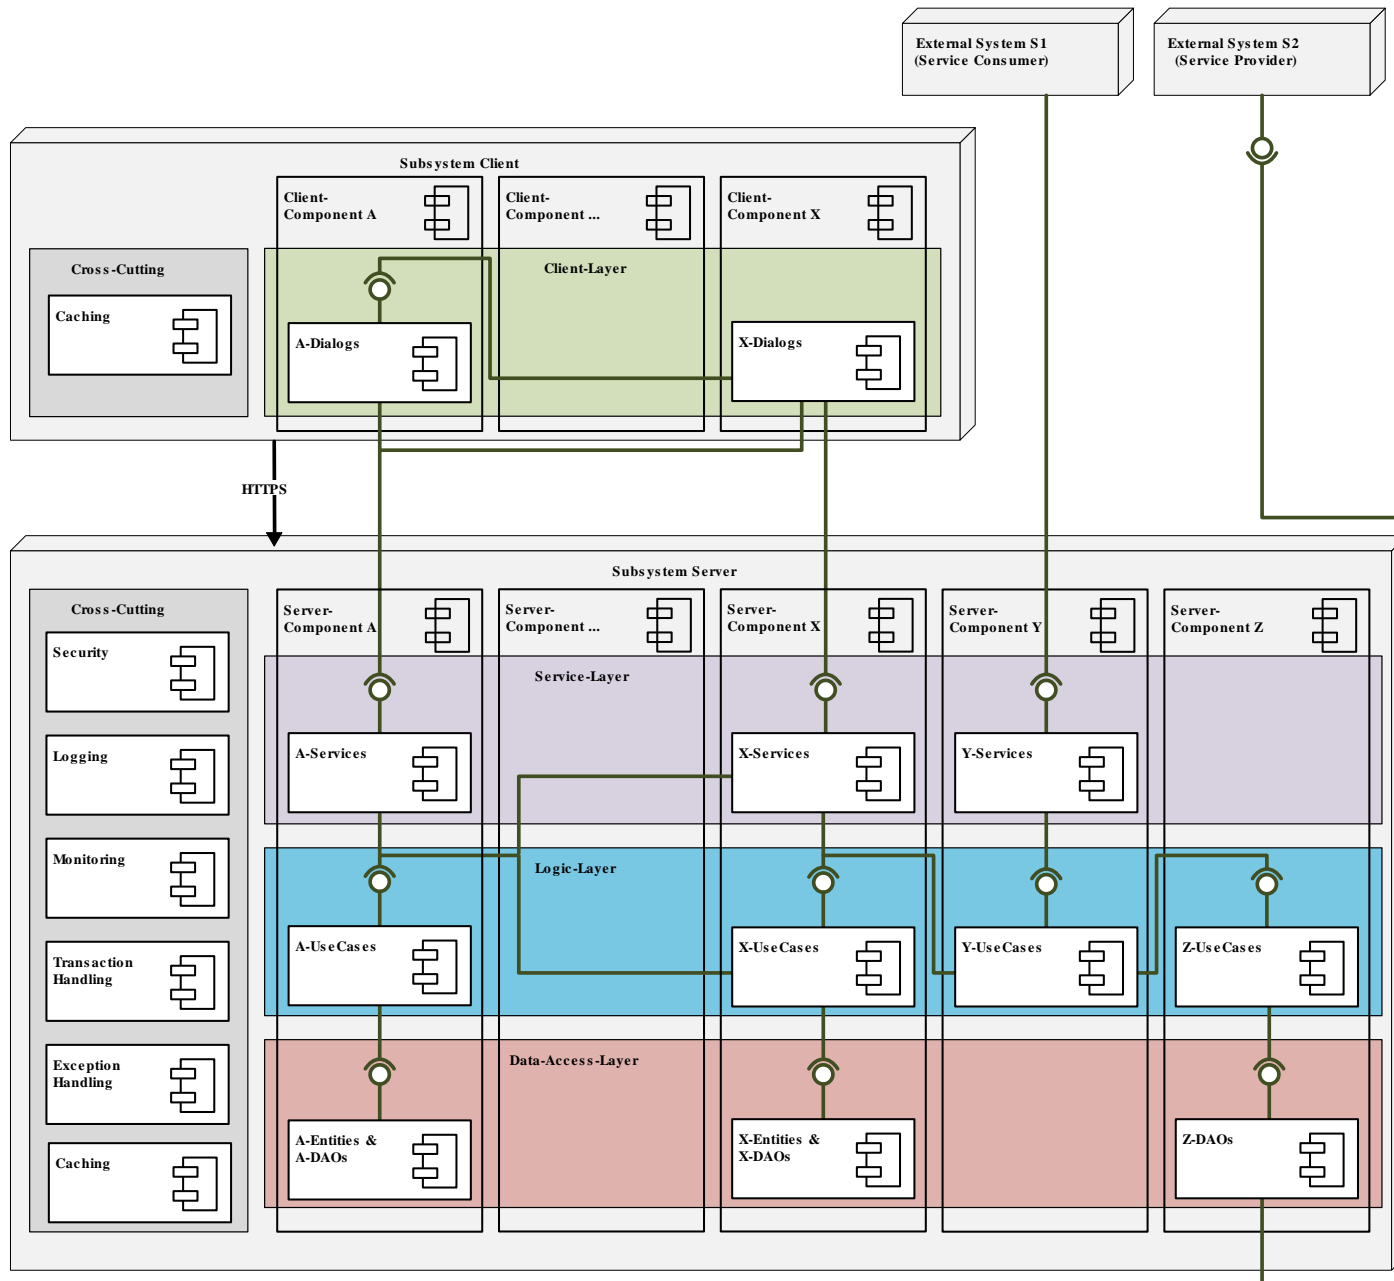 External System S1
(Service Consumer)
External System S2
(Service Provider)
Subsystem Client
Client-
Component A
Client-
Component ...
Client-
Component X
Cross-Cutting
Client-Layer
Caching
A-Dialogs
X-Dialogs
HTTPS
Subsystem Server
Cross-Cutting
Server-
Component A
Server-
Component ...
Server-
Component X
Server-
Component Y
Server-
Component Z
Security
Service-Layer
Logging
A-Services
X-Services
Y-Services
Monitoring
Logic-Layer
Transaction
Handling
A-UseCases
X-UseCases
Y-UseCases
Z-UseCases
Exception
Handling
Data-Access-Layer
Caching
A-Entities &
A-DAOs
X-Entities &
X-DAOs
Z-DAOs